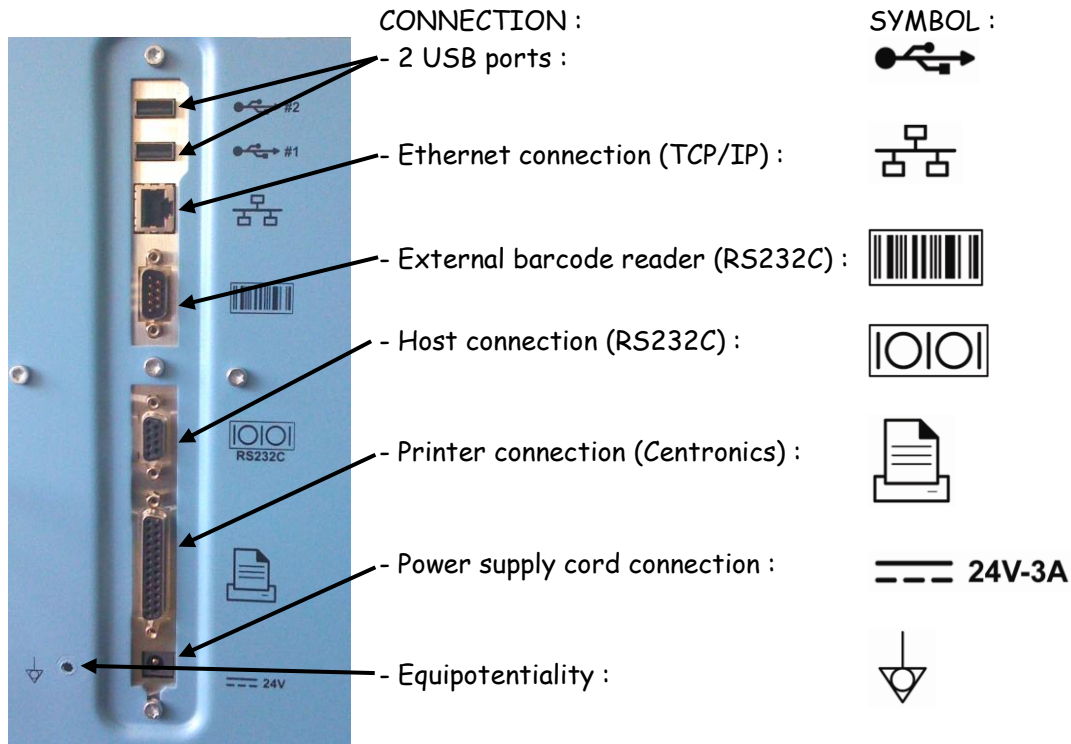 CONNECTION : SYMBOL :
- 2 USB ports :
#2
#1
- Ethernet connection (TCP/IP) :
- External barcode reader (RS232C) :
- Host connection (RS232C) :
|O|O|
|O|O|
RS232C
- Printer connection (Centronics) :
- Power supply cord connection : 24V-3A
- Equipotentiality :
24V